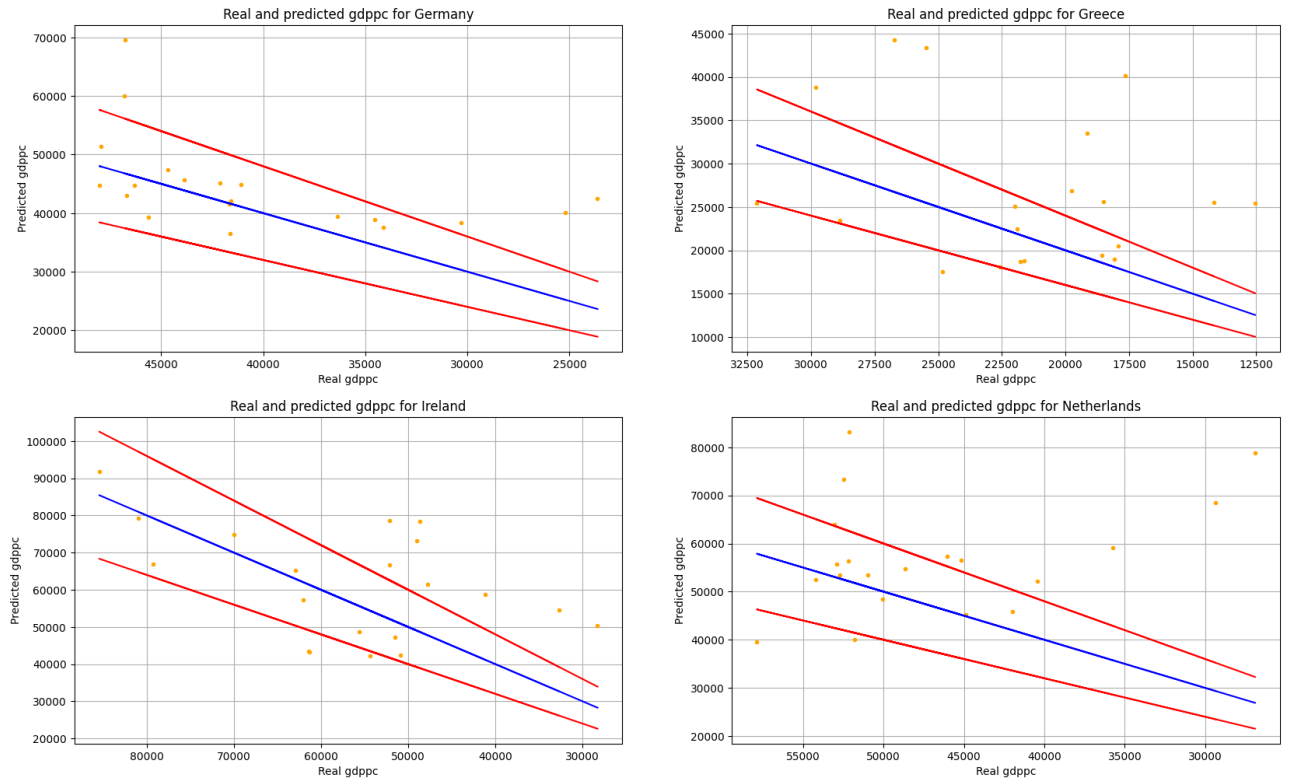 Real and predicted gdppc for Germany
70000
60000
50000
40000
30000
20000
Predicted gdppc
45000 40000 35000 30000 25000
Real gdppc
Real and predicted gdppc for Greece
45000
40000
35000
30000
25000
20000
15000
10000
Predicted gdppc
32500 30000 27500 25000 22500 20000 17500 15000 12500
Real gdppc
Real and predicted gdppc for Ireland
100000
90000
80000
70000
60000
50000
40000
30000
20000
Predicted gdppc
80000 70000 60000 50000 40000 30000
Real gdppc
Real and predicted gdppc for Netherlands
80000
70000
60000
50000
40000
30000
20000
Predicted gdppc
55000 50000 45000 40000 35000 30000
Real gdppc